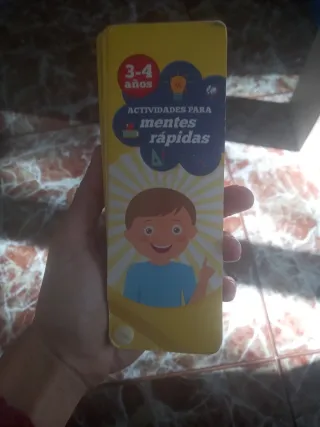 3-4
años
ACTIVIDADES PARA
mentes
rápidas